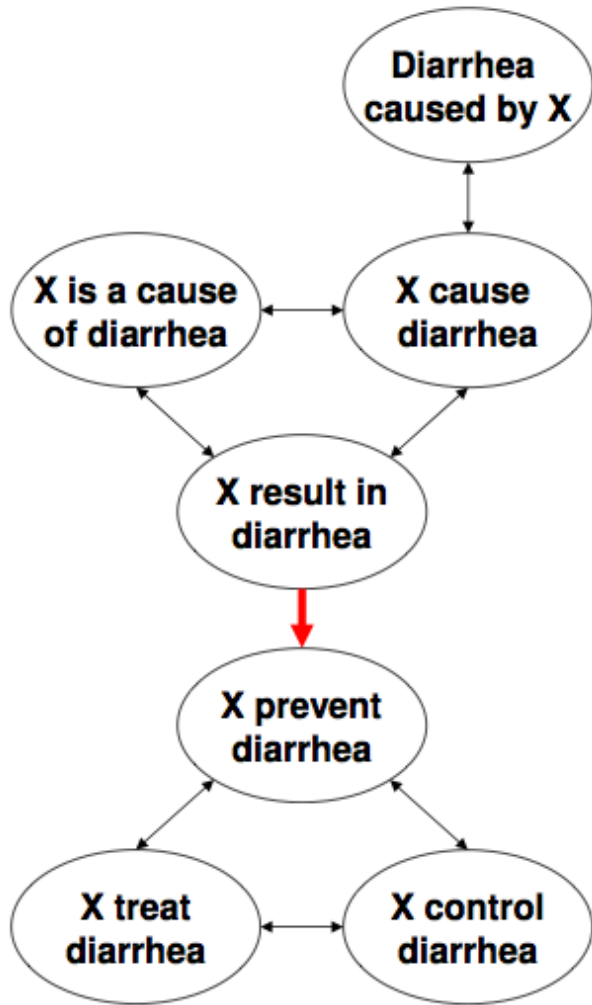 Diarrhea
caused by X
X is a cause
of diarrhea
X cause
diarrhea
X result in
diarrhea
X prevent
diarrhea
X treat
diarrhea
X control
diarrhea